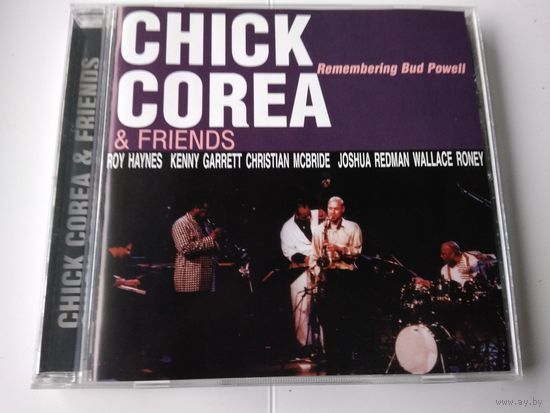 CHICK
COREA
& FRIENDS
Remembering Bud Powell
ROY HAYNES KENNY GARRETT CHRISTIAN MCBRIDE JOSHUA REDMAN WALLACE RONEY
CHICK COREA & FRIENDS
www.ay.by